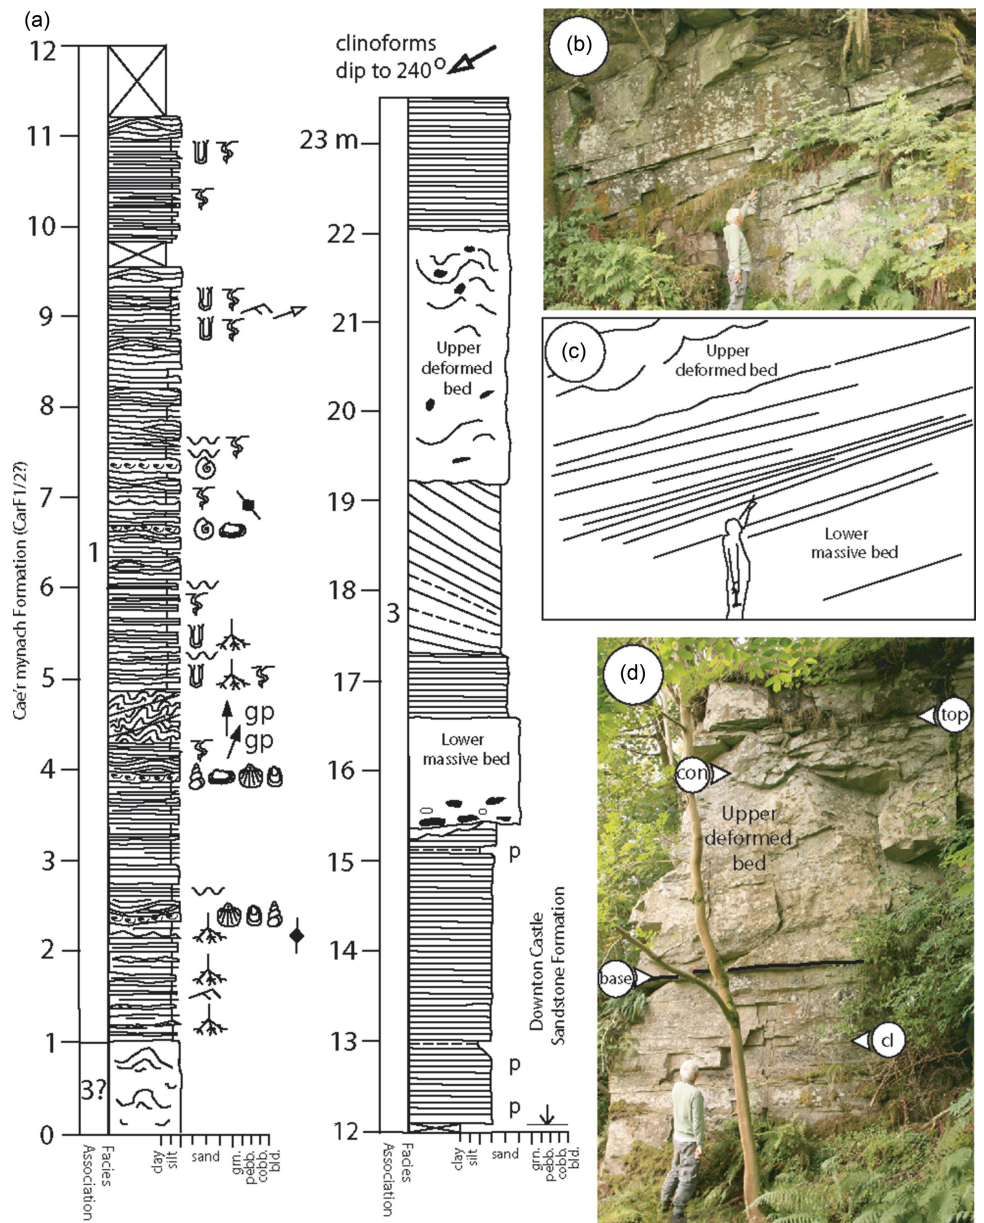 (a)
12
11
10
9
8
7
6
5
4
3
2
1
0
Cae'r mynach Formation (CarF1/2?)
1
3?
gp
gp
Facies
Association
clay
silt
sand
grn.
pebb.
cobb.
bld.
clinoforms
dip to 240°
23 m
22
21
20
19
18
17
16
15
14
13
12
3
Upper
deformed
bed
Lower
massive bed
p
p
p
Downton Castle
Sandstone Formation
Facies
Association
clay
silt
sand
grn.
pebb.
cobb.
bld.
(b)
(c)
Upper
deformed bed
Lower
massive bed
(d)
top
con
Upper
deformed
bed
base
cl